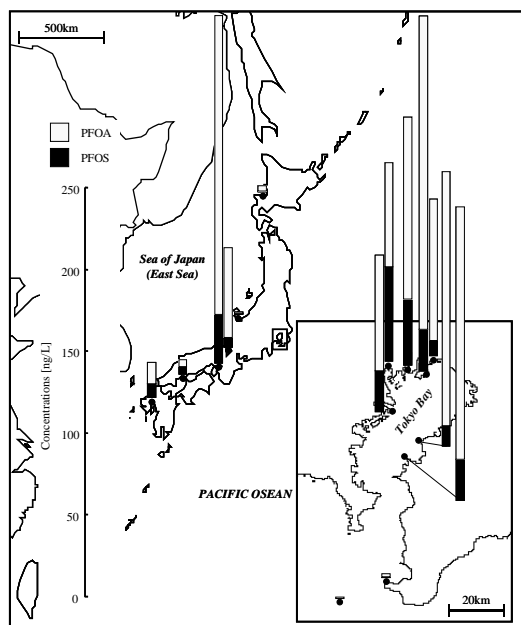 500km
PFOA
PFOS
250
200
150
100
50
0
Concentrations [ng/L]
Sea of Japan
(East Sea)
PACIFIC OSEAN
Tokyo Bay
20km